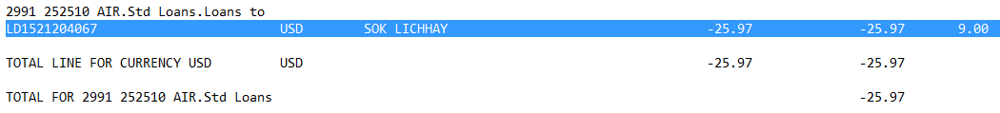 2991 252510 AIR.Std Loans.Loans to
LD1521204067 USD SOK LICHHAY -25.97 -25.97 9.00
TOTAL LINE FOR CURRENCY USD USD -25.97 -25.97
TOTAL FOR 2991 252510 AIR.Std Loans -25.97